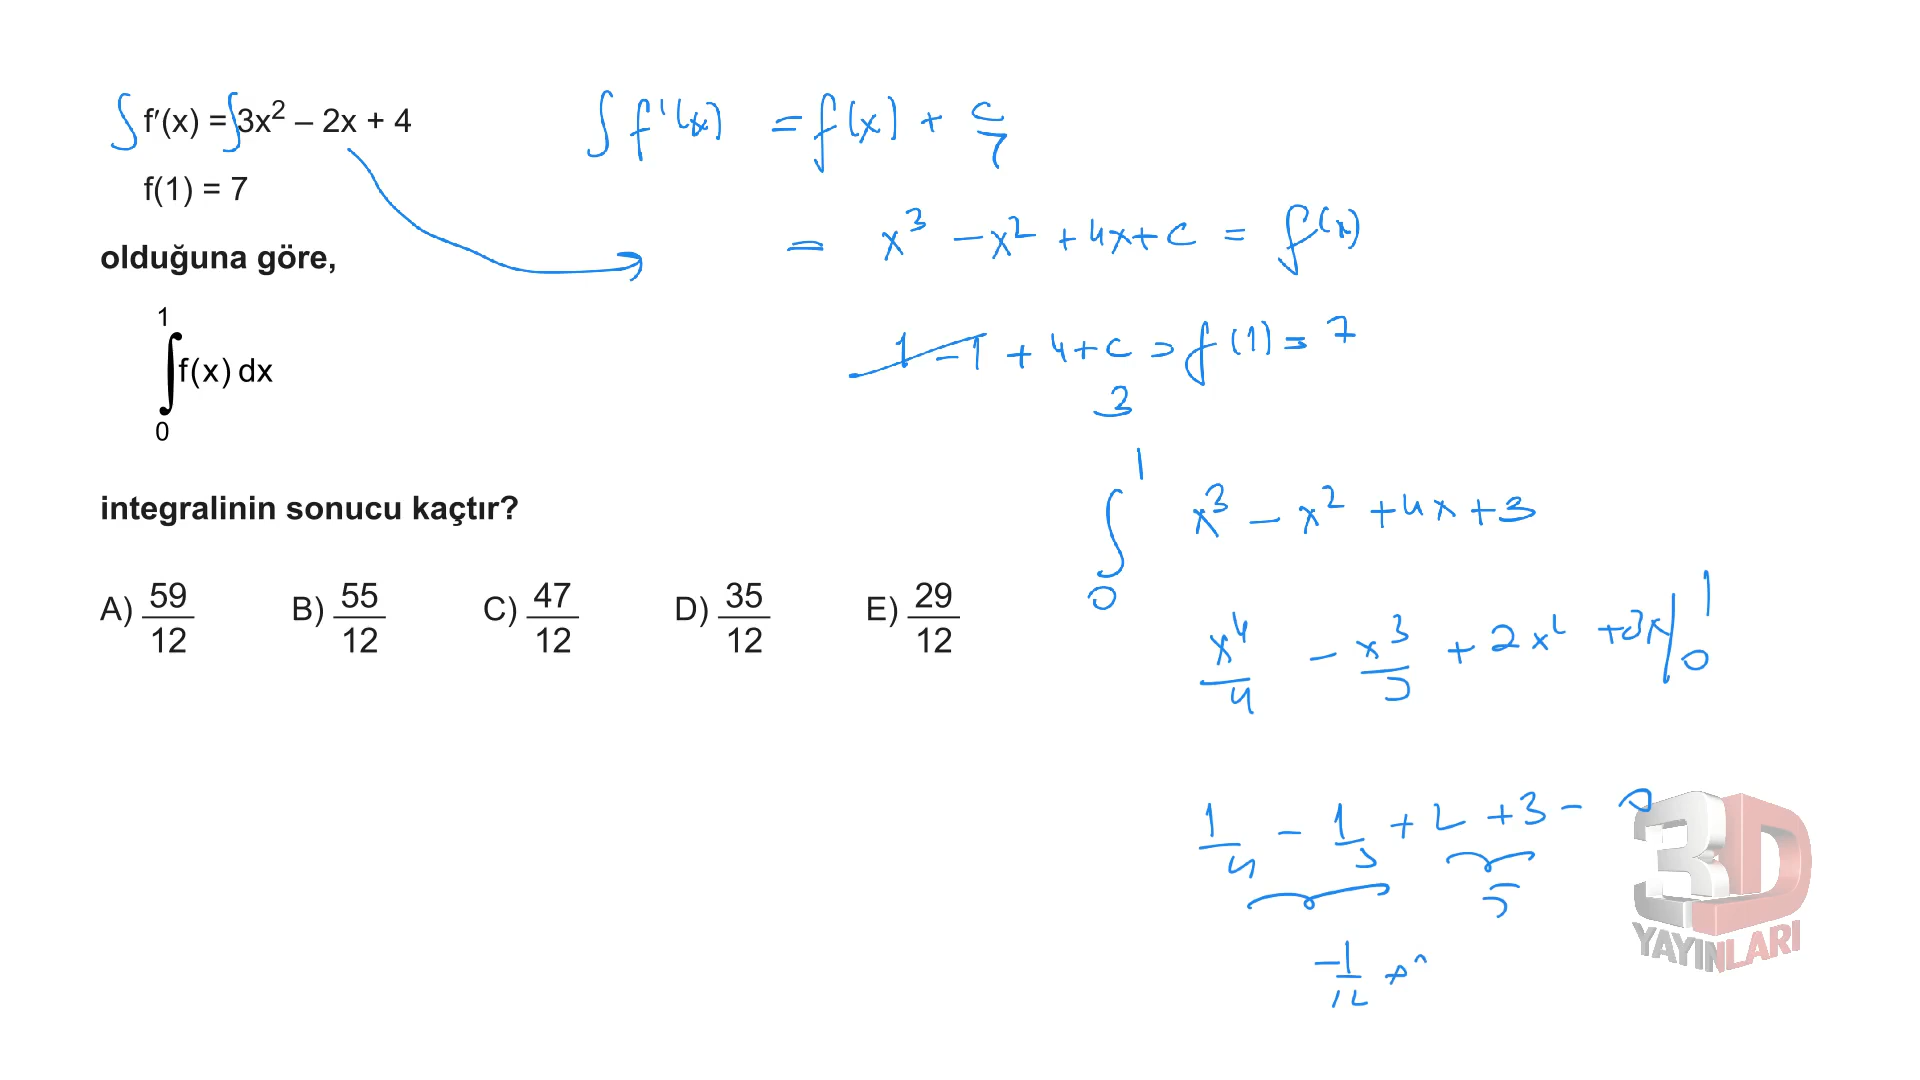 ∫ f′(x) = ∫ 3x² – 2x + 4
f(1) = 7
olduğuna göre,
1
∫ f(x) dx
0
integralinin sonucu kaçtır?
A) 59/12 B) 55/12 C) 47/12 D) 35/12 E) 29/12
∫ f'(x) = f(x) + c
7
= x³ – x² + 4x + c = f(x)
1 – 1 + 4 + c = f(1) = 7
3
1
∫ x³ – x² + 4x + 3
0
x⁴/4 – x³/3 + 2x² + 3x |₀¹
1/4 – 1/3 + 2 + 3 – 0
5
-1/12
3D
YAYINLARI